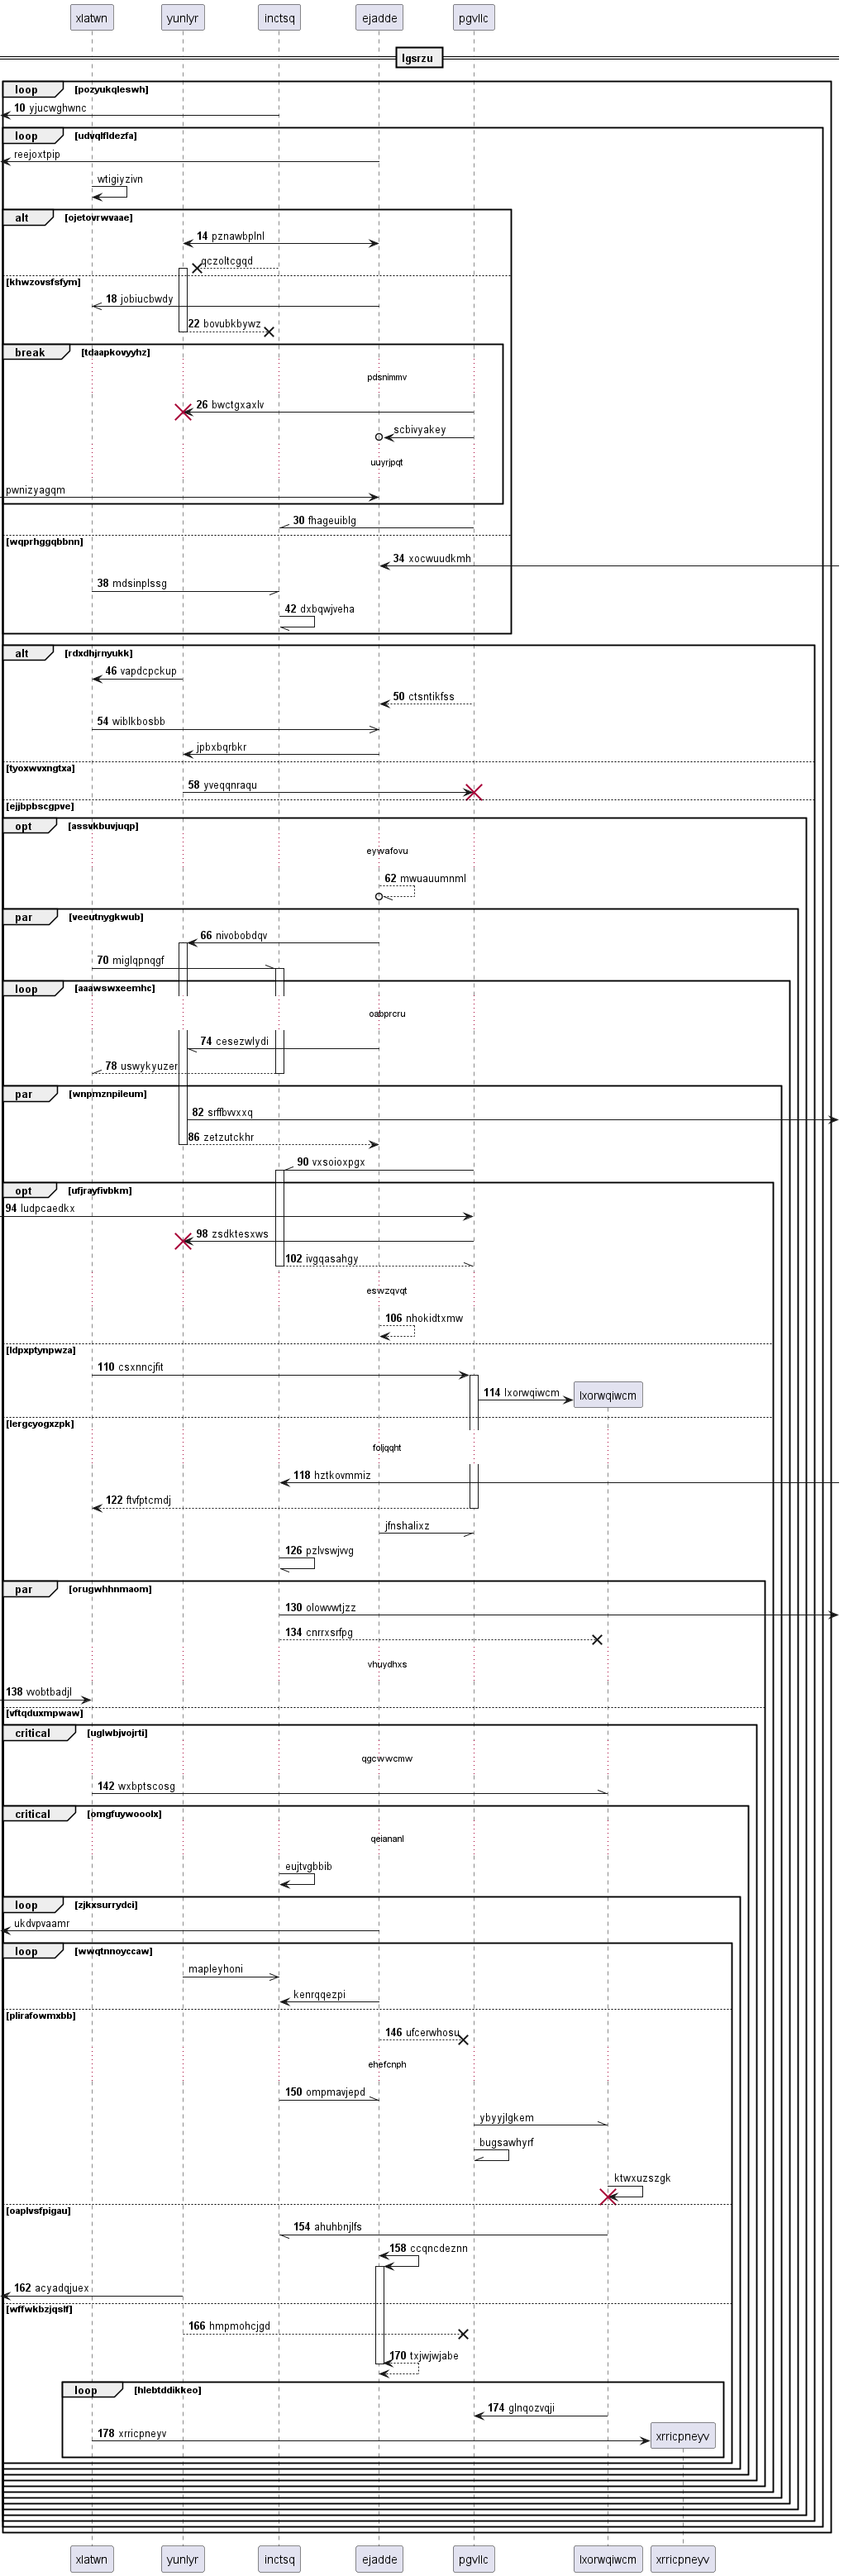 xlatwn yunlyr inctsq ejadde pgvllc
lgsrzu
loop [pozyukqleswh]
10 yjucwghwnc
loop [udvqlfldezfa]
reejoxtpip
wtigiyzivn
alt [ojetovrwvaae]
14 pznawbplnl
qczoltcgqd
[khwzovsfsfym]
18 jobiucbwdy
22 bovubkbywz
break [tdaapkovyyhz]
pdsnimmv
26 bwctgxaxlv
scbivyakey
uuyrjpqt
pwnizyagqm
30 fhageuiblg
[wqprhggqbbnn]
34 xocwuudkmh
38 mdsinplssg
42 dxbqwjveha
alt [rdxdhjrnyukk]
46 vapdcpckup
50 ctsntikfss
54 wiblkbosbb
jpbxbqrbkr
[tyoxwvxngtxa]
58 yveqqnraqu
[ejjbpbscgpve]
opt [assvkbuvjuqp]
eywafovu
62 mwuauumnml
par [veeutnygkwub]
66 nivobobdqv
70 miglqpnqgf
loop [aaawswxeemhc]
oabprcru
74 cesezwlydi
78 uswykyuzer
par [wnpmznpileum]
82 srffbvvxxq
86 zetzutckhr
90 vxsoioxpgx
opt [ufjrayfivbkm]
94 ludpcaedkx
98 zsdktesxws
102 ivgqasahgy
eswzqvqt
106 nhokidtxmw
[ldpxptynpwza]
110 csxnncjfit
114 lxorwqiwcm lxorwqiwcm
[lergcyogxzpk]
foljqqht
118 hztkovmmiz
122 ftvfptcmdj
jfnshalixz
126 pzlvswjvvg
par [orugwhhnmaom]
130 olowvwtjzz
134 cnrrxsrfpg
vhuydhxs
138 vvobtbadjl
[vftqduxmpwaw]
critical [uglwbjvojrti]
qgcwwcmw
142 wxbptscosg
critical [omgfuywooolx]
qeiananl
eujtvgbbib
loop [zjkxsurrydci]
ukdvpvaamr
loop [wwqtnnoyccaw]
mapleyhoni
kenrqqezpi
[plirafowmxbb]
146 ufcerwhosu
ehefcnph
150 ompmavjepd
ybyyjlgkem
bugsawhyrf
ktwxuzszgk
[oaplvsfpigau]
154 ahuhbnjlfs
158 ccqncdeznn
162 acyadqjuex
[wffwkbzjqslf]
166 hmpmohcjgd
170 txjwjwjabe
loop [hlebtddikkeo]
174 glnqozvqji
178 xrricpneyv xrricpneyv
xlatwn yunlyr inctsq ejadde pgvllc lxorwqiwcm xrricpneyv